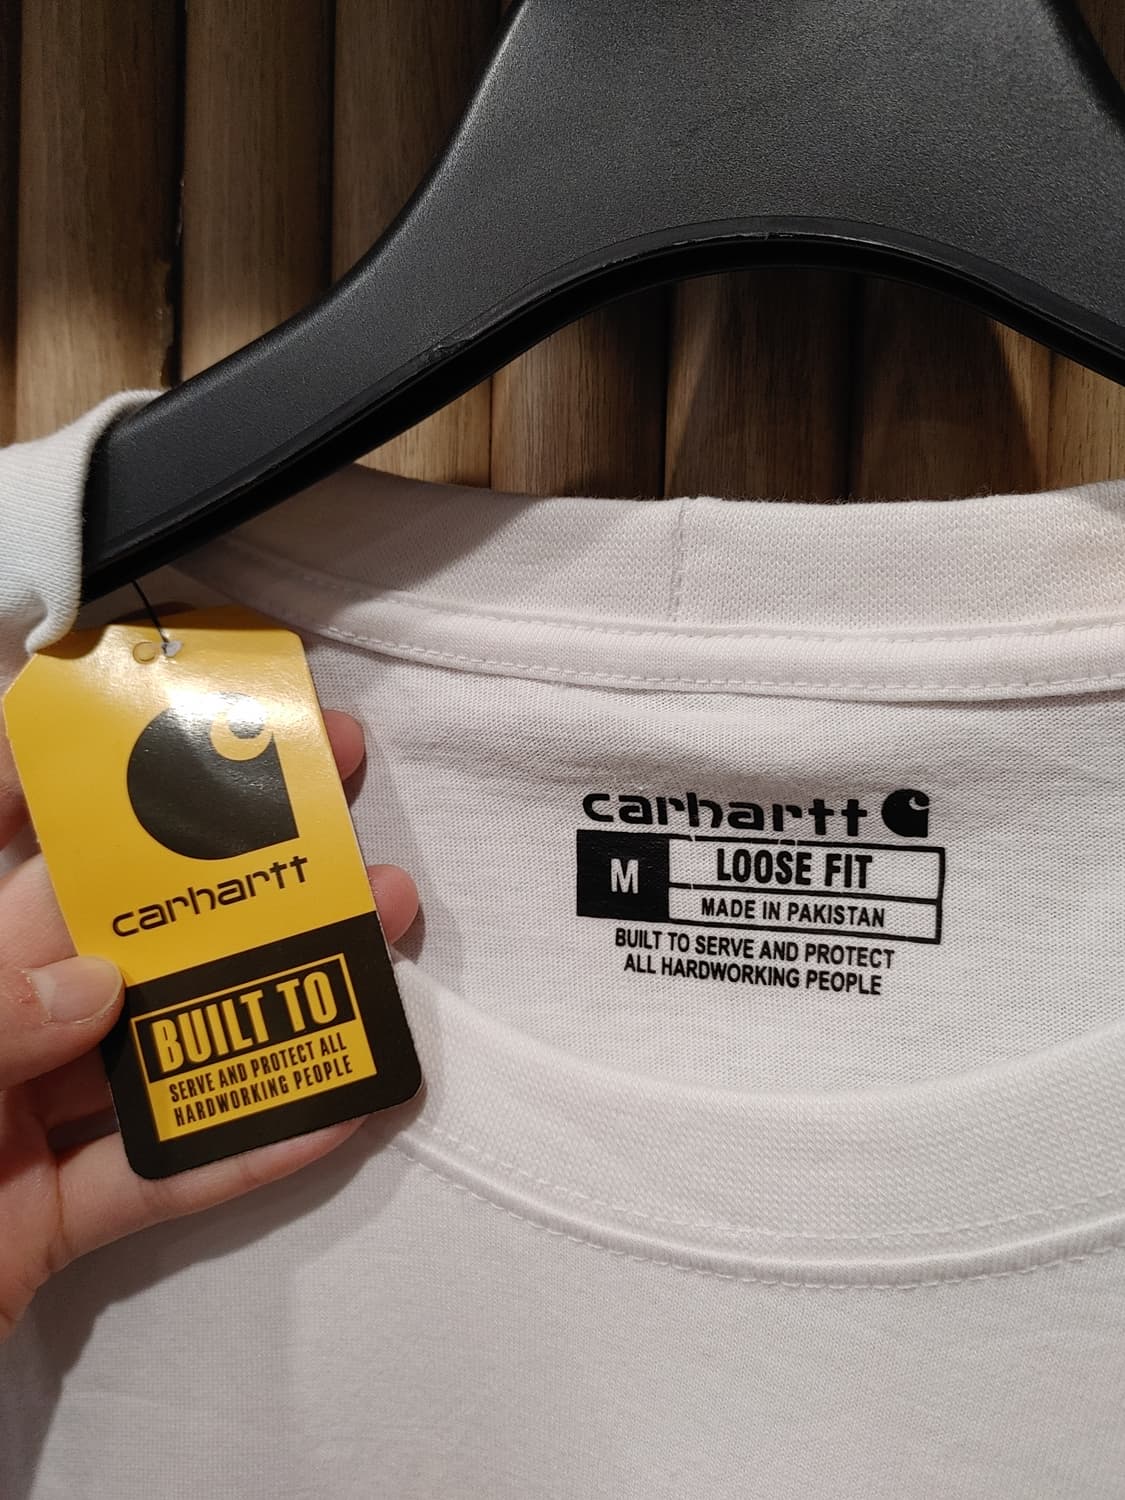 carhartt
BUILT TO
SERVE AND PROTECT ALL
HARDWORKING PEOPLE
carhartt
M
LOOSE FIT
MADE IN PAKISTAN
BUILT TO SERVE AND PROTECT
ALL HARDWORKING PEOPLE